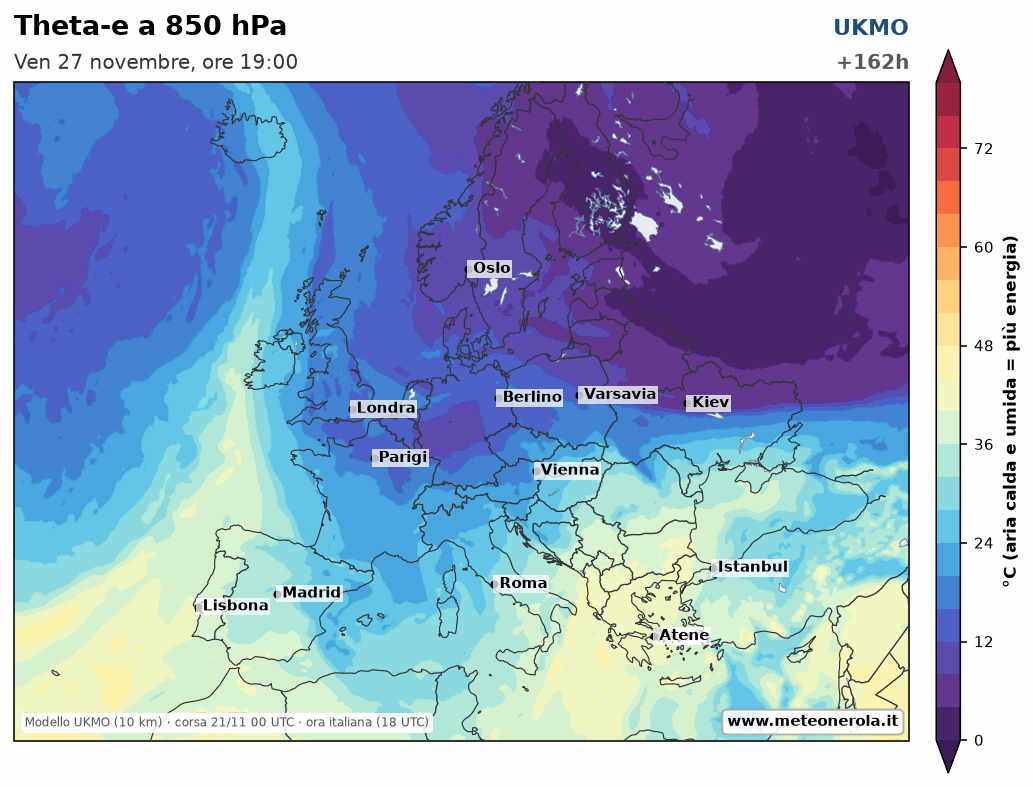 Theta-e a 850 hPa
UKMO
Ven 27 novembre, ore 19:00
+162h
72
60
48
36
24
12
0
°C (aria calda e umida = più energia)
Oslo
Berlino
Varsavia
Kiev
Londra
Parigi
Vienna
Istanbul
Roma
Madrid
Lisbona
Atene
Modello UKMO (10 km) · corsa 21/11 00 UTC · ora italiana (18 UTC)
www.meteonerola.it